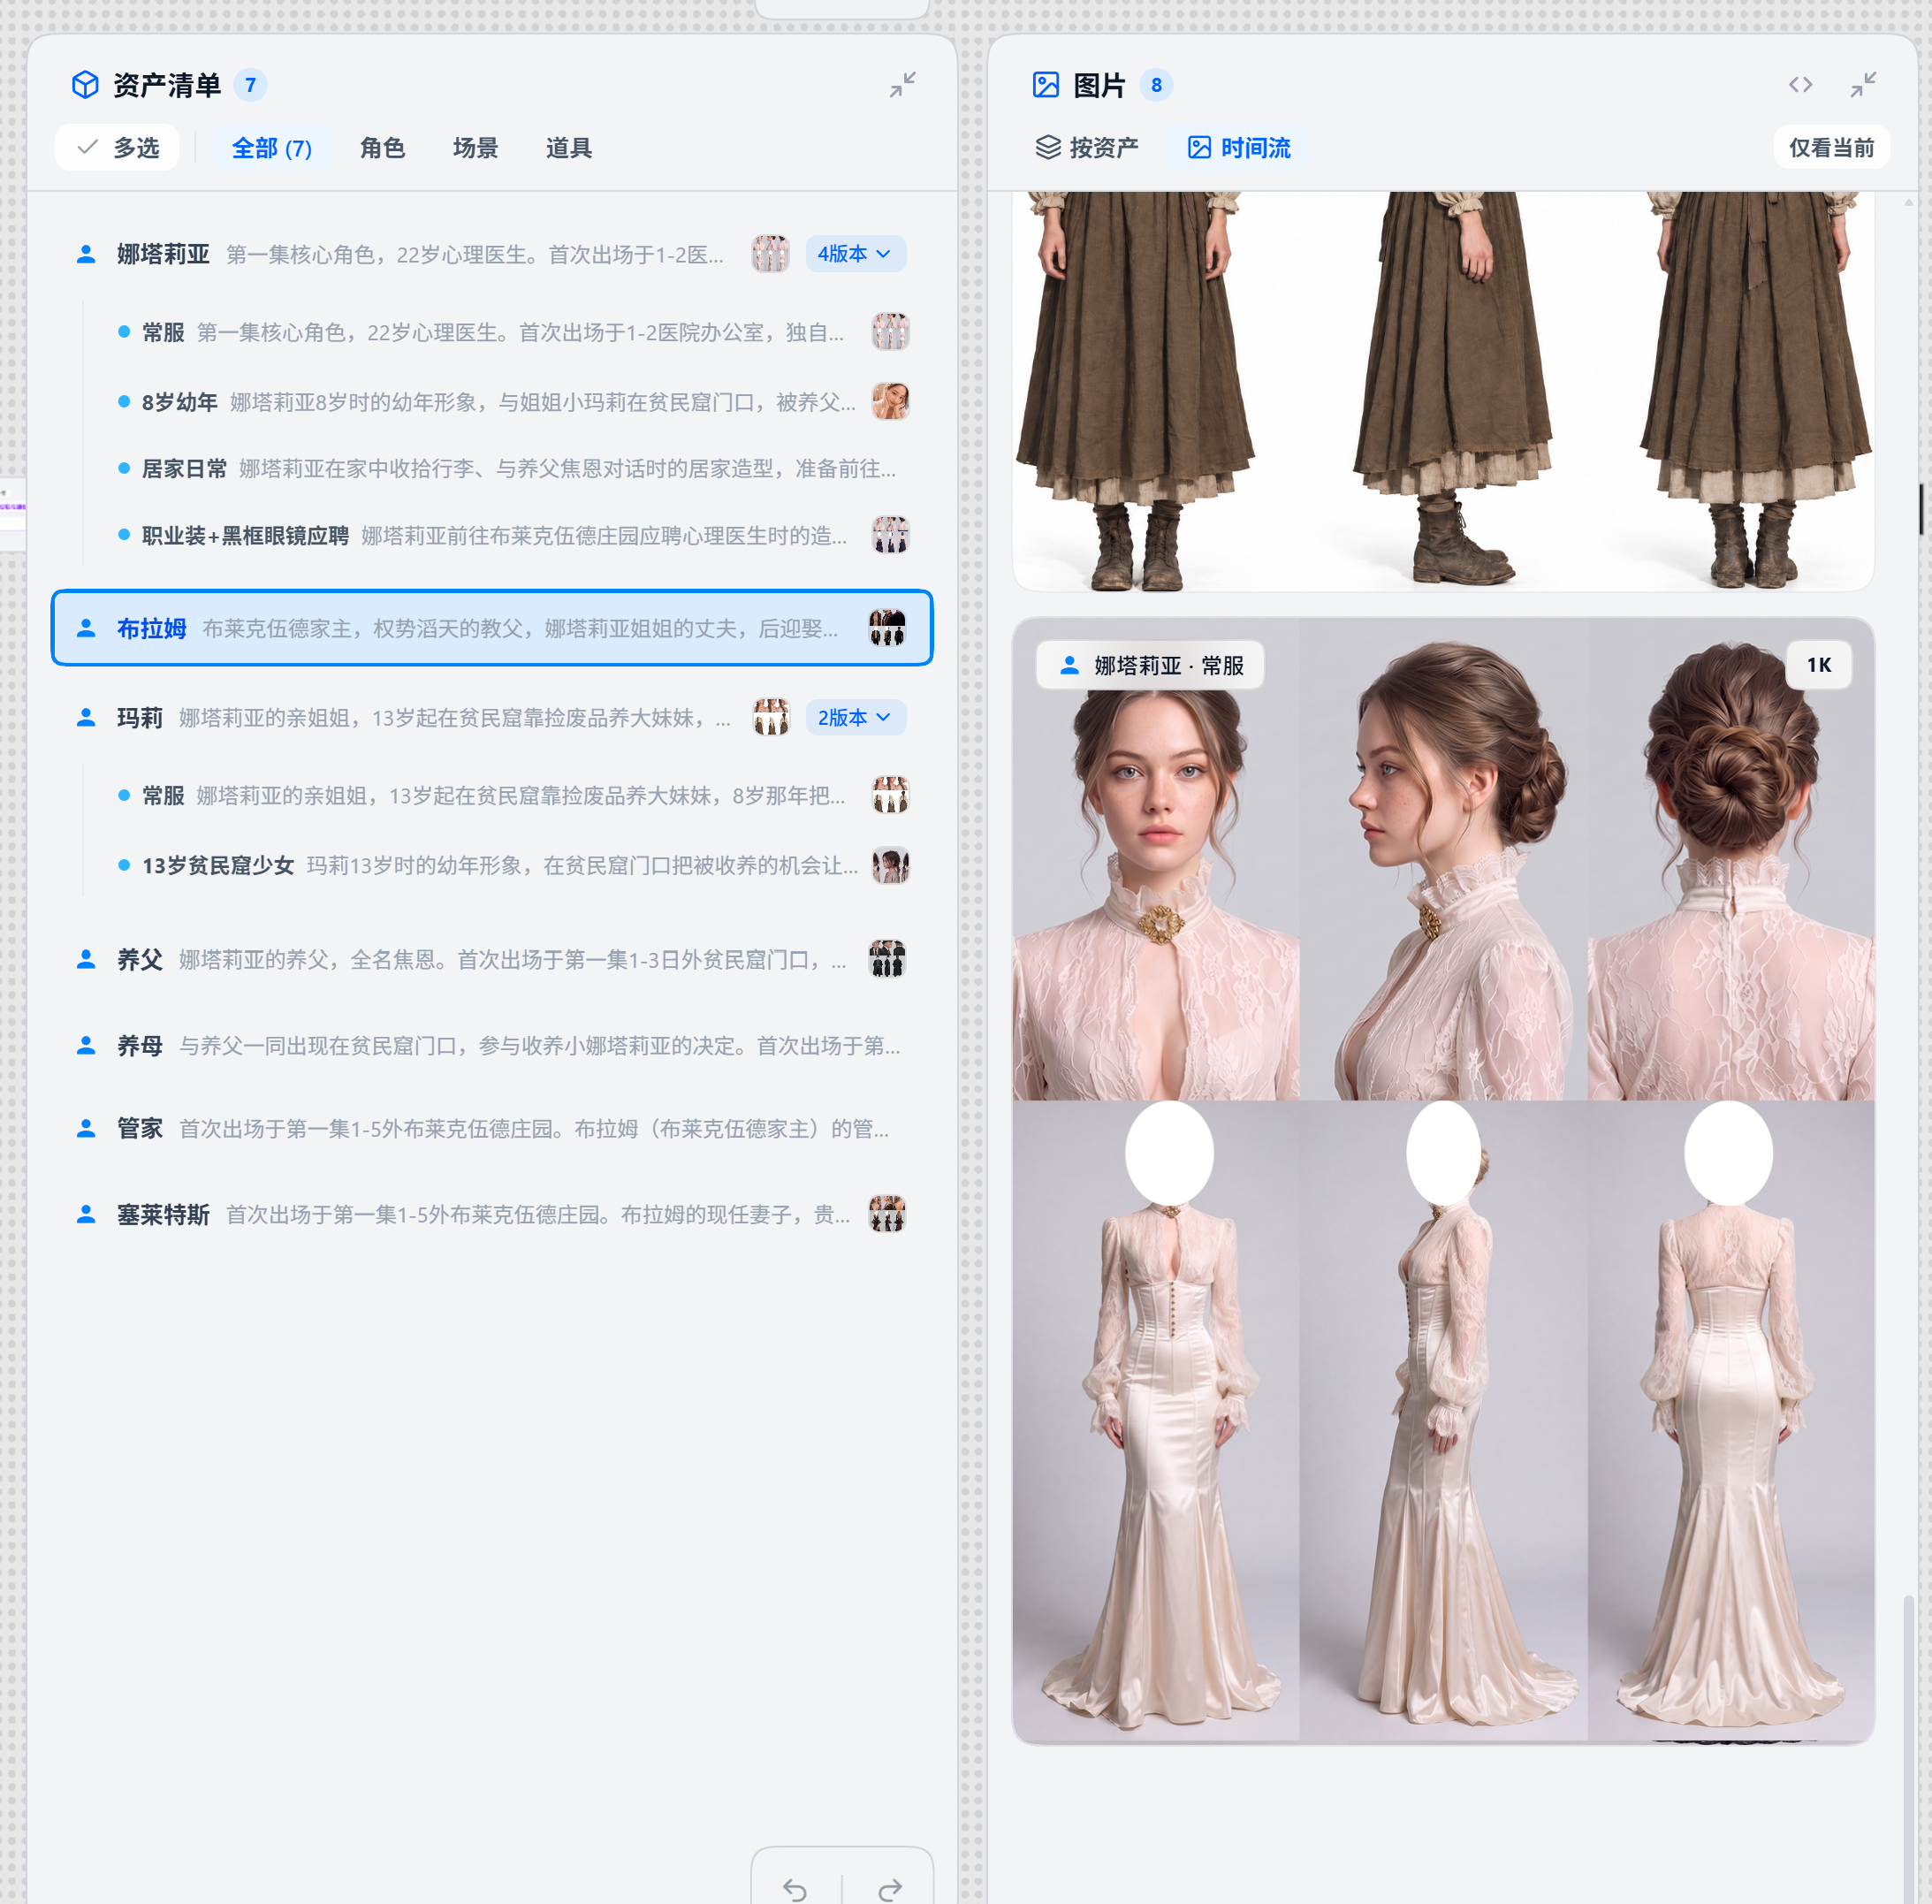 资产清单 7
多选 全部 (7) 角色 场景 道具
娜塔莉亚 第一集核心角色，22岁心理医生。首次出场于1-2医... 4版本
常服 第一集核心角色，22岁心理医生。首次出场于1-2医院办公室，独自...
8岁幼年 娜塔莉亚8岁时的幼年形象，与姐姐小玛莉在贫民窟门口，被养父...
居家日常 娜塔莉亚在家中收拾行李、与养父焦恩对话时的居家造型，准备前往...
职业装+黑框眼镜应聘 娜塔莉亚前往布莱克伍德庄园应聘心理医生时的造...
布拉姆 布莱克伍德家主，权势滔天的教父，娜塔莉亚姐姐的丈夫，后迎娶...
玛莉 娜塔莉亚的亲姐姐，13岁起在贫民窟靠捡废品养大妹妹，... 2版本
常服 娜塔莉亚的亲姐姐，13岁起在贫民窟靠捡废品养大妹妹，8岁那年把...
13岁贫民窟少女 玛莉13岁时的幼年形象，在贫民窟门口把被收养的机会让...
养父 娜塔莉亚的养父，全名焦恩。首次出场于第一集1-3日外贫民窟门口，...
养母 与养父一同出现在贫民窟门口，参与收养小娜塔莉亚的决定。首次出场于第...
管家 首次出场于第一集1-5外布莱克伍德庄园。布拉姆（布莱克伍德家主）的管...
塞莱特斯 首次出场于第一集1-5外布莱克伍德庄园。布拉姆的现任妻子，贵...
图片 8
按资产 时间流 仅看当前
娜塔莉亚 · 常服 1K